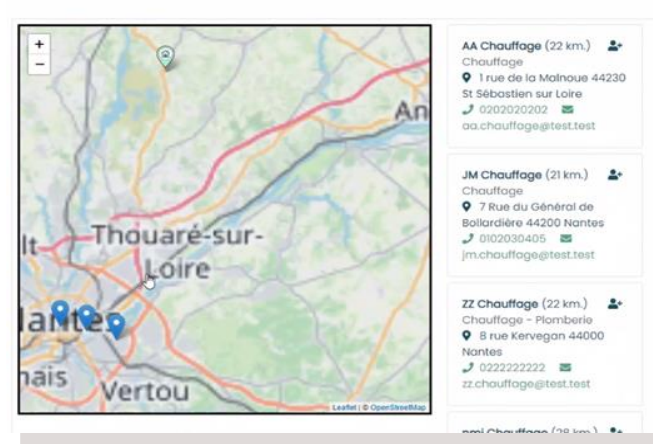 +
−
An
Thouaré-sur-
Loire
lt
lantes
nais
Vertou
Leaflet | © OpenStreetMap
AA Chauffage (22 km.)
Chauffage
1 rue de la Malnoue 44230
St Sébastien sur Loire
0202020202
aa.chauffage@test.test
JM Chauffage (21 km.)
Chauffage
7 Rue du Général de
Bollardière 44200 Nantes
0102030405
jm.chauffage@test.test
ZZ Chauffage (22 km.)
Chauffage - Plomberie
8 rue Kervegan 44000
Nantes
0222222222
zz.chauffage@test.test